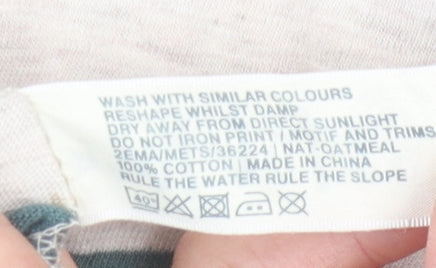 WASH WITH SIMILAR COLOURS
RESHAPE WHILST DAMP
DRY AWAY FROM DIRECT SUNLIGHT
DO NOT IRON PRINT / MOTIF AND TRIMS
2EMA/METS/36224 | NAT-OATMEAL
100% COTTON | MADE IN CHINA
RULE THE WATER RULE THE SLOPE
40°